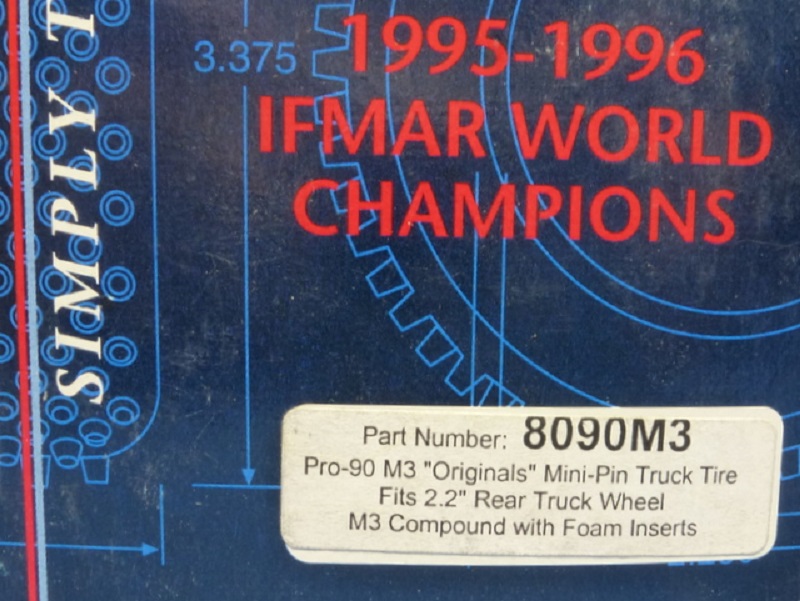 SIMPLY T
3.375
1995-1996
IFMAR WORLD
CHAMPIONS
Part Number: 8090M3
Pro-90 M3 "Originals" Mini-Pin Truck Tire
Fits 2.2" Rear Truck Wheel
M3 Compound with Foam Inserts